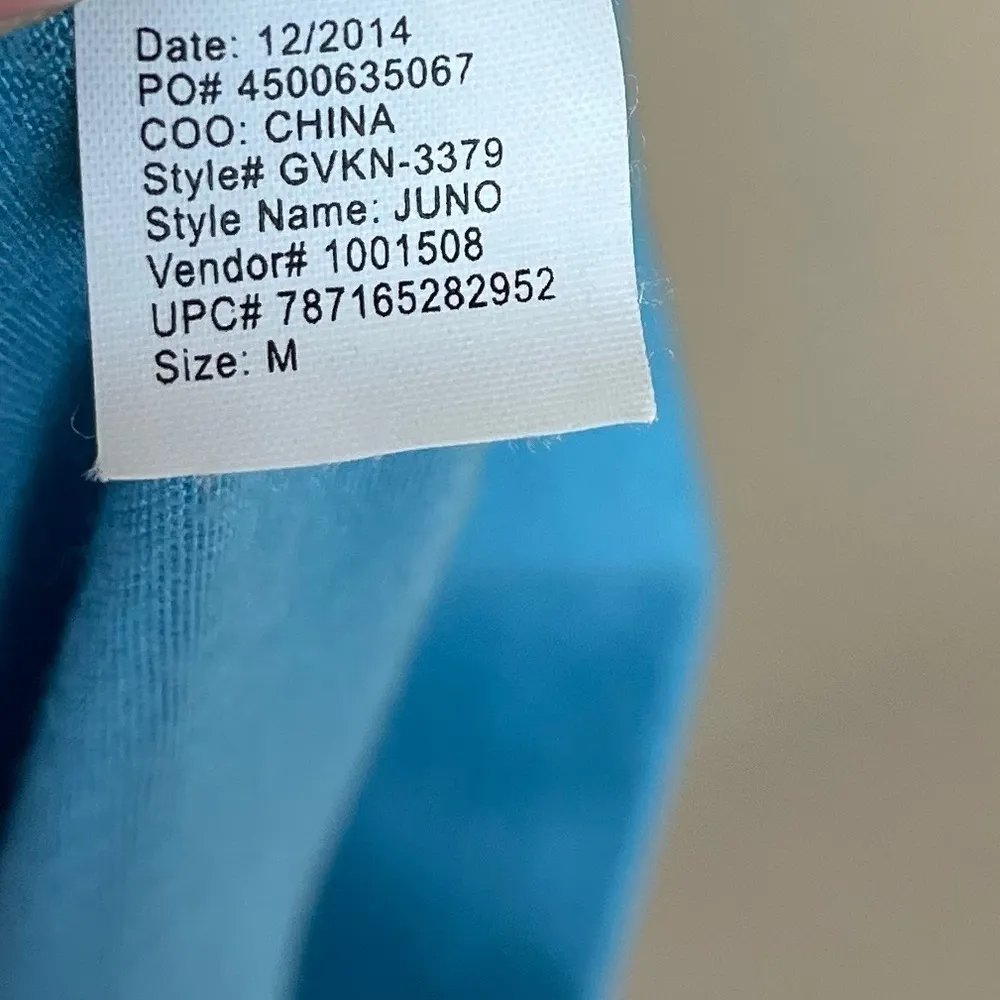 Date: 12/2014
PO# 4500635067
COO: CHINA
Style# GVKN-3379
Style Name: JUNO
Vendor# 1001508
UPC# 787165282952
Size: M